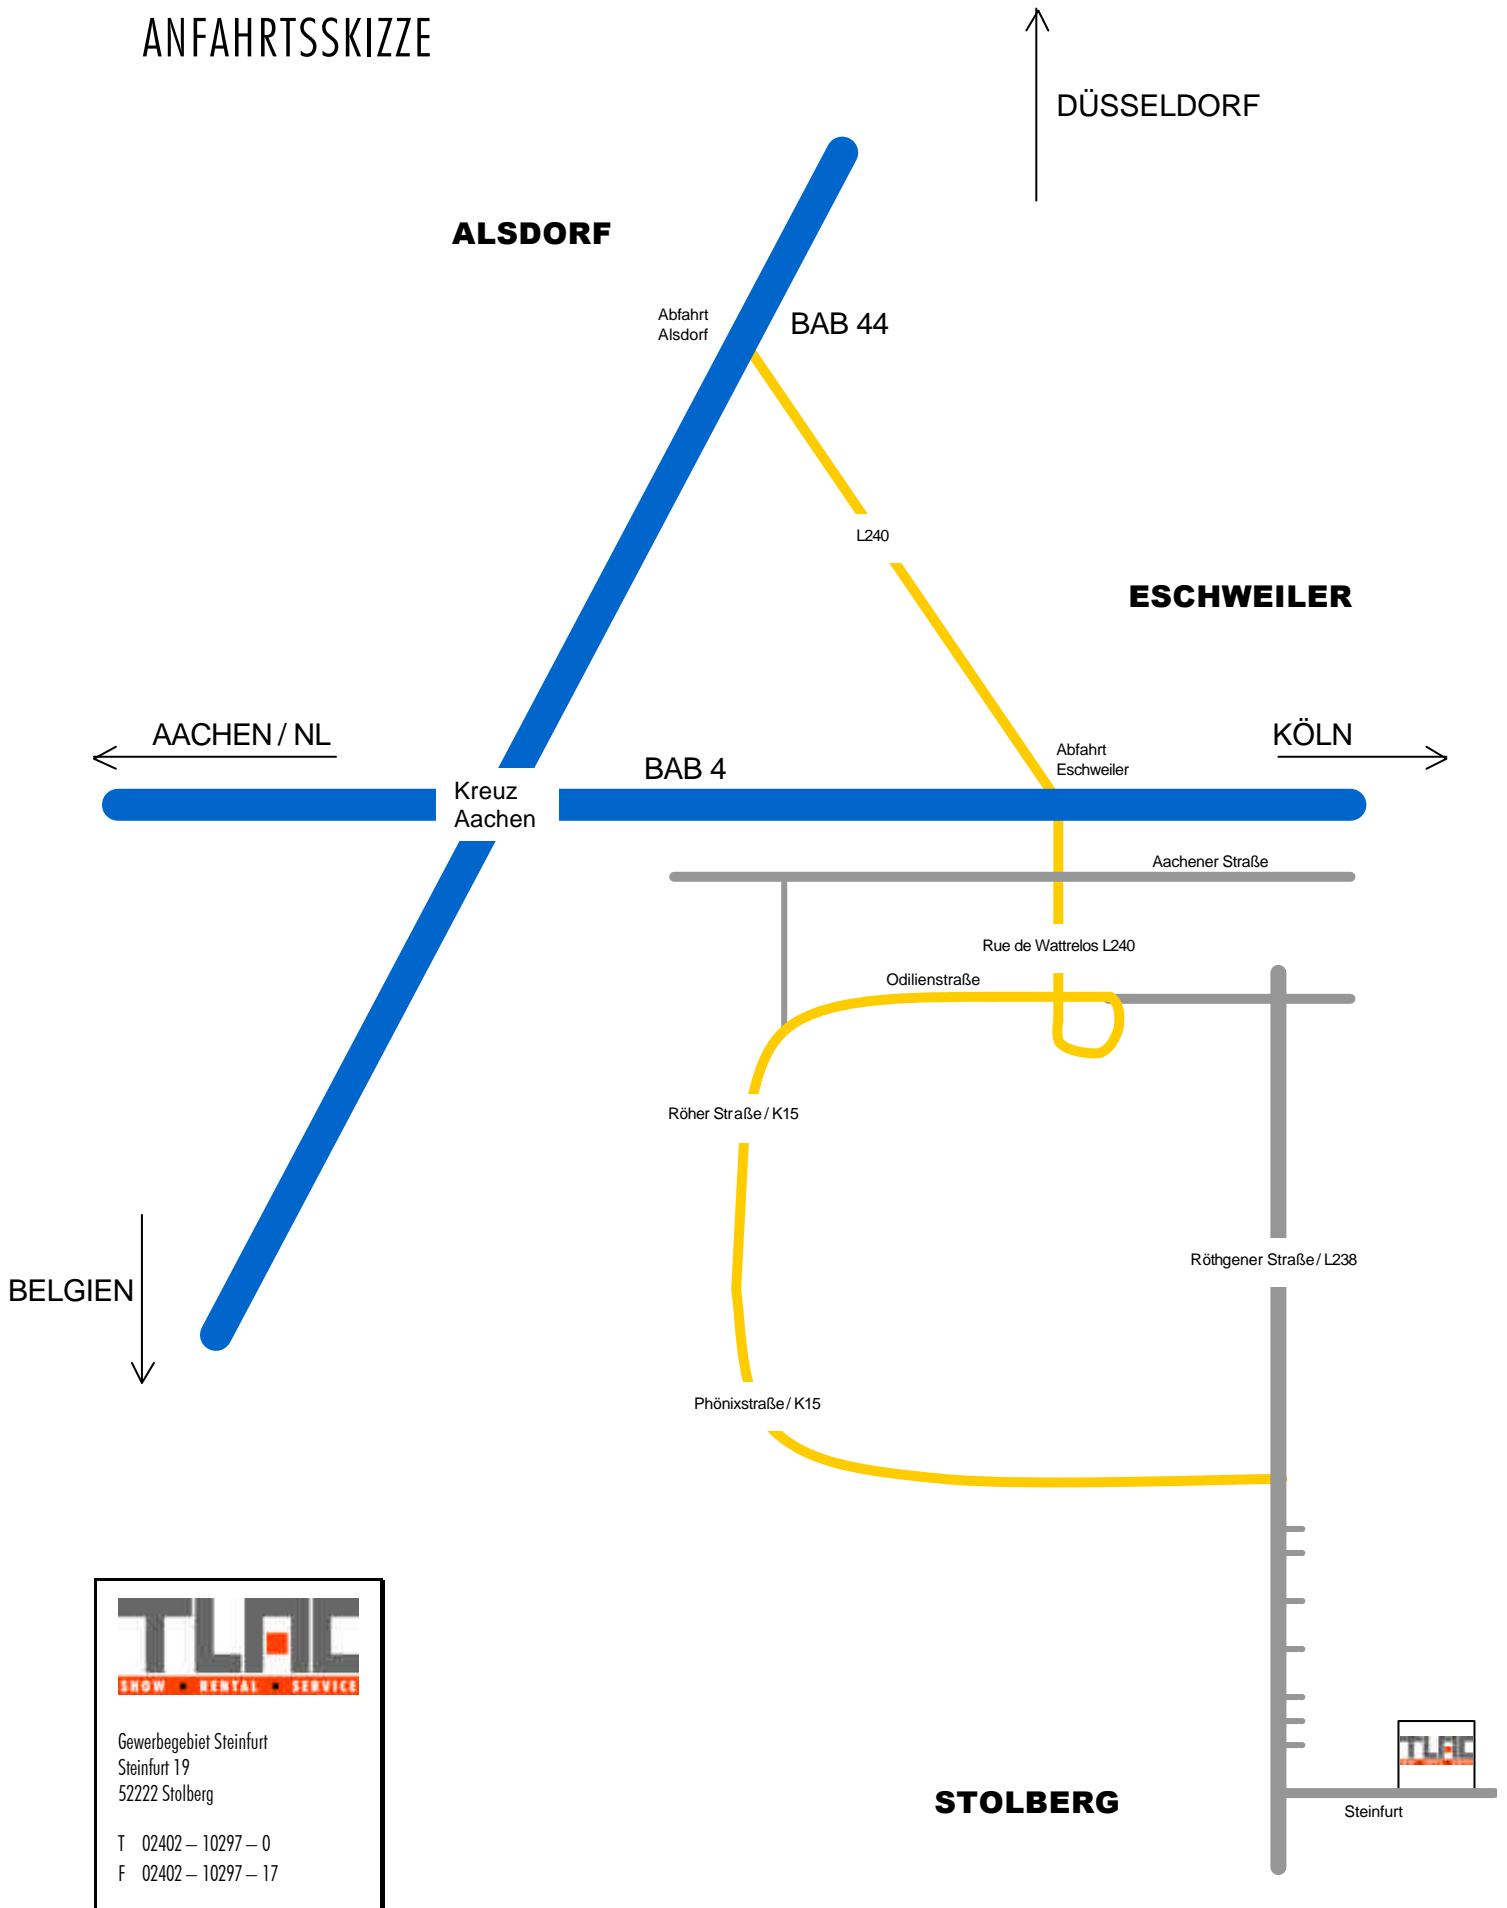 ANFAHRTSSKIZZE
DÜSSELDORF
ALSDORF
Abfahrt
Alsdorf
BAB 44
L240
ESCHWEILER
AACHEN / NL
KÖLN
Abfahrt
Eschweiler
BAB 4
Kreuz
Aachen
Aachener Straße
Rue de Wattrelos L240
Odilienstraße
Röher Straße / K15
Röthgener Straße / L238
BELGIEN
Phönixstraße / K15
TLAC
SHOW ▪ RENTAL ▪ SERVICE
Gewerbegebiet Steinfurt
Steinfurt 19
52222 Stolberg
T 02402 – 10297 – 0
F 02402 – 10297 – 17
TLAC
STOLBERG
Steinfurt